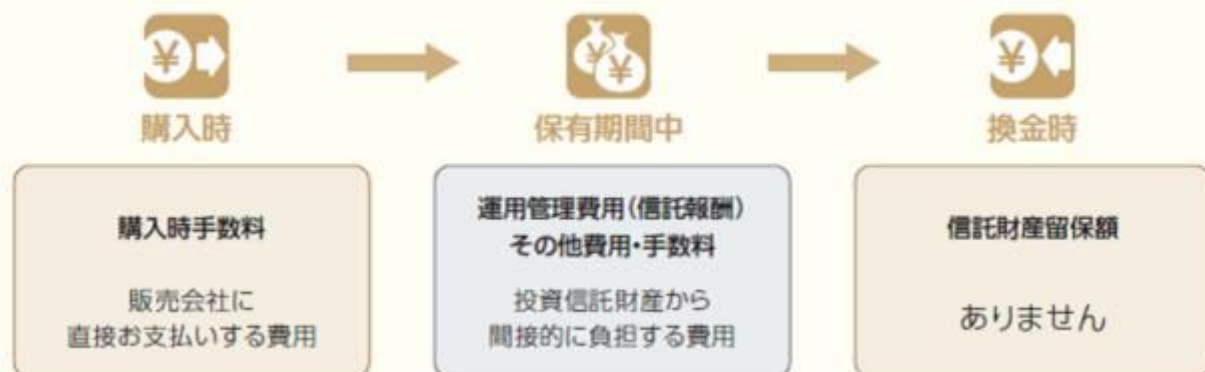 購入時
保有期間中
換金時
購入時手数料
販売会社に
直接お支払いする費用
運用管理費用(信託報酬)
その他費用・手数料
投資信託財産から
間接的に負担する費用
信託財産留保額
ありません